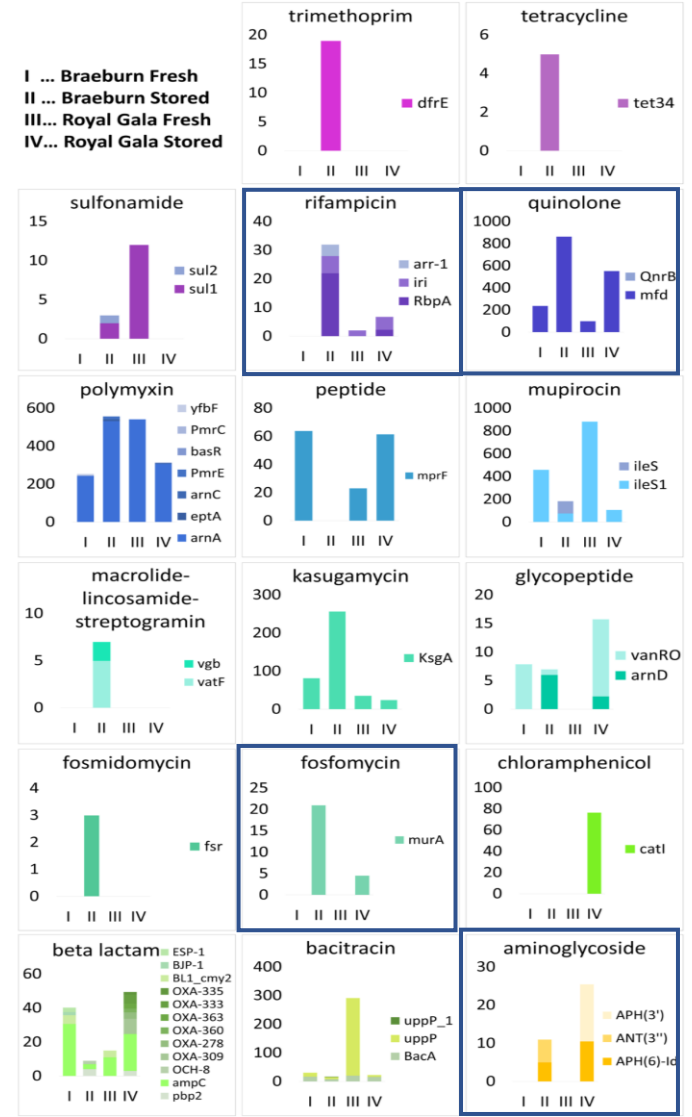 I ... Braeburn Fresh
II ... Braeburn Stored
III... Royal Gala Fresh
IV... Royal Gala Stored
trimethoprim
20
15
10
5
0
I II III IV
dfrE
tetracycline
6
4
2
0
I II III IV
tet34
sulfonamide
15
10
5
0
I II III IV
sul2
sul1
rifampicin
40
30
20
10
0
I II III IV
arr-1
iri
RbpA
quinolone
1000
800
600
400
200
0
I II III IV
QnrB
mfd
polymyxin
600
400
200
0
I II III IV
yfbF
PmrC
basR
PmrE
arnC
eptA
arnA
peptide
80
60
40
20
0
I II III IV
mprF
mupirocin
1000
800
600
400
200
0
I II III IV
ileS
ileS1
macrolide-
lincosamide-
streptogramin
10
5
0
I II III IV
vgb
vatF
kasugamycin
300
200
100
0
I II III IV
KsgA
glycopeptide
20
15
10
5
0
I II III IV
vanRO
arnD
fosmidomycin
4
3
2
1
0
I II III IV
fsr
fosfomycin
25
20
15
10
5
0
I II III IV
murA
chloramphenicol
100
80
60
40
20
0
I II III IV
catI
beta lactam
60
40
20
0
I II III IV
ESP-1
BJP-1
BL1_cmy2
OXA-335
OXA-333
OXA-363
OXA-360
OXA-278
OXA-309
OCH-8
ampC
pbp2
bacitracin
400
300
200
100
0
I II III IV
uppP_1
uppP
BacA
aminoglycoside
30
20
10
0
I II III IV
APH(3')
ANT(3'')
APH(6)-Id